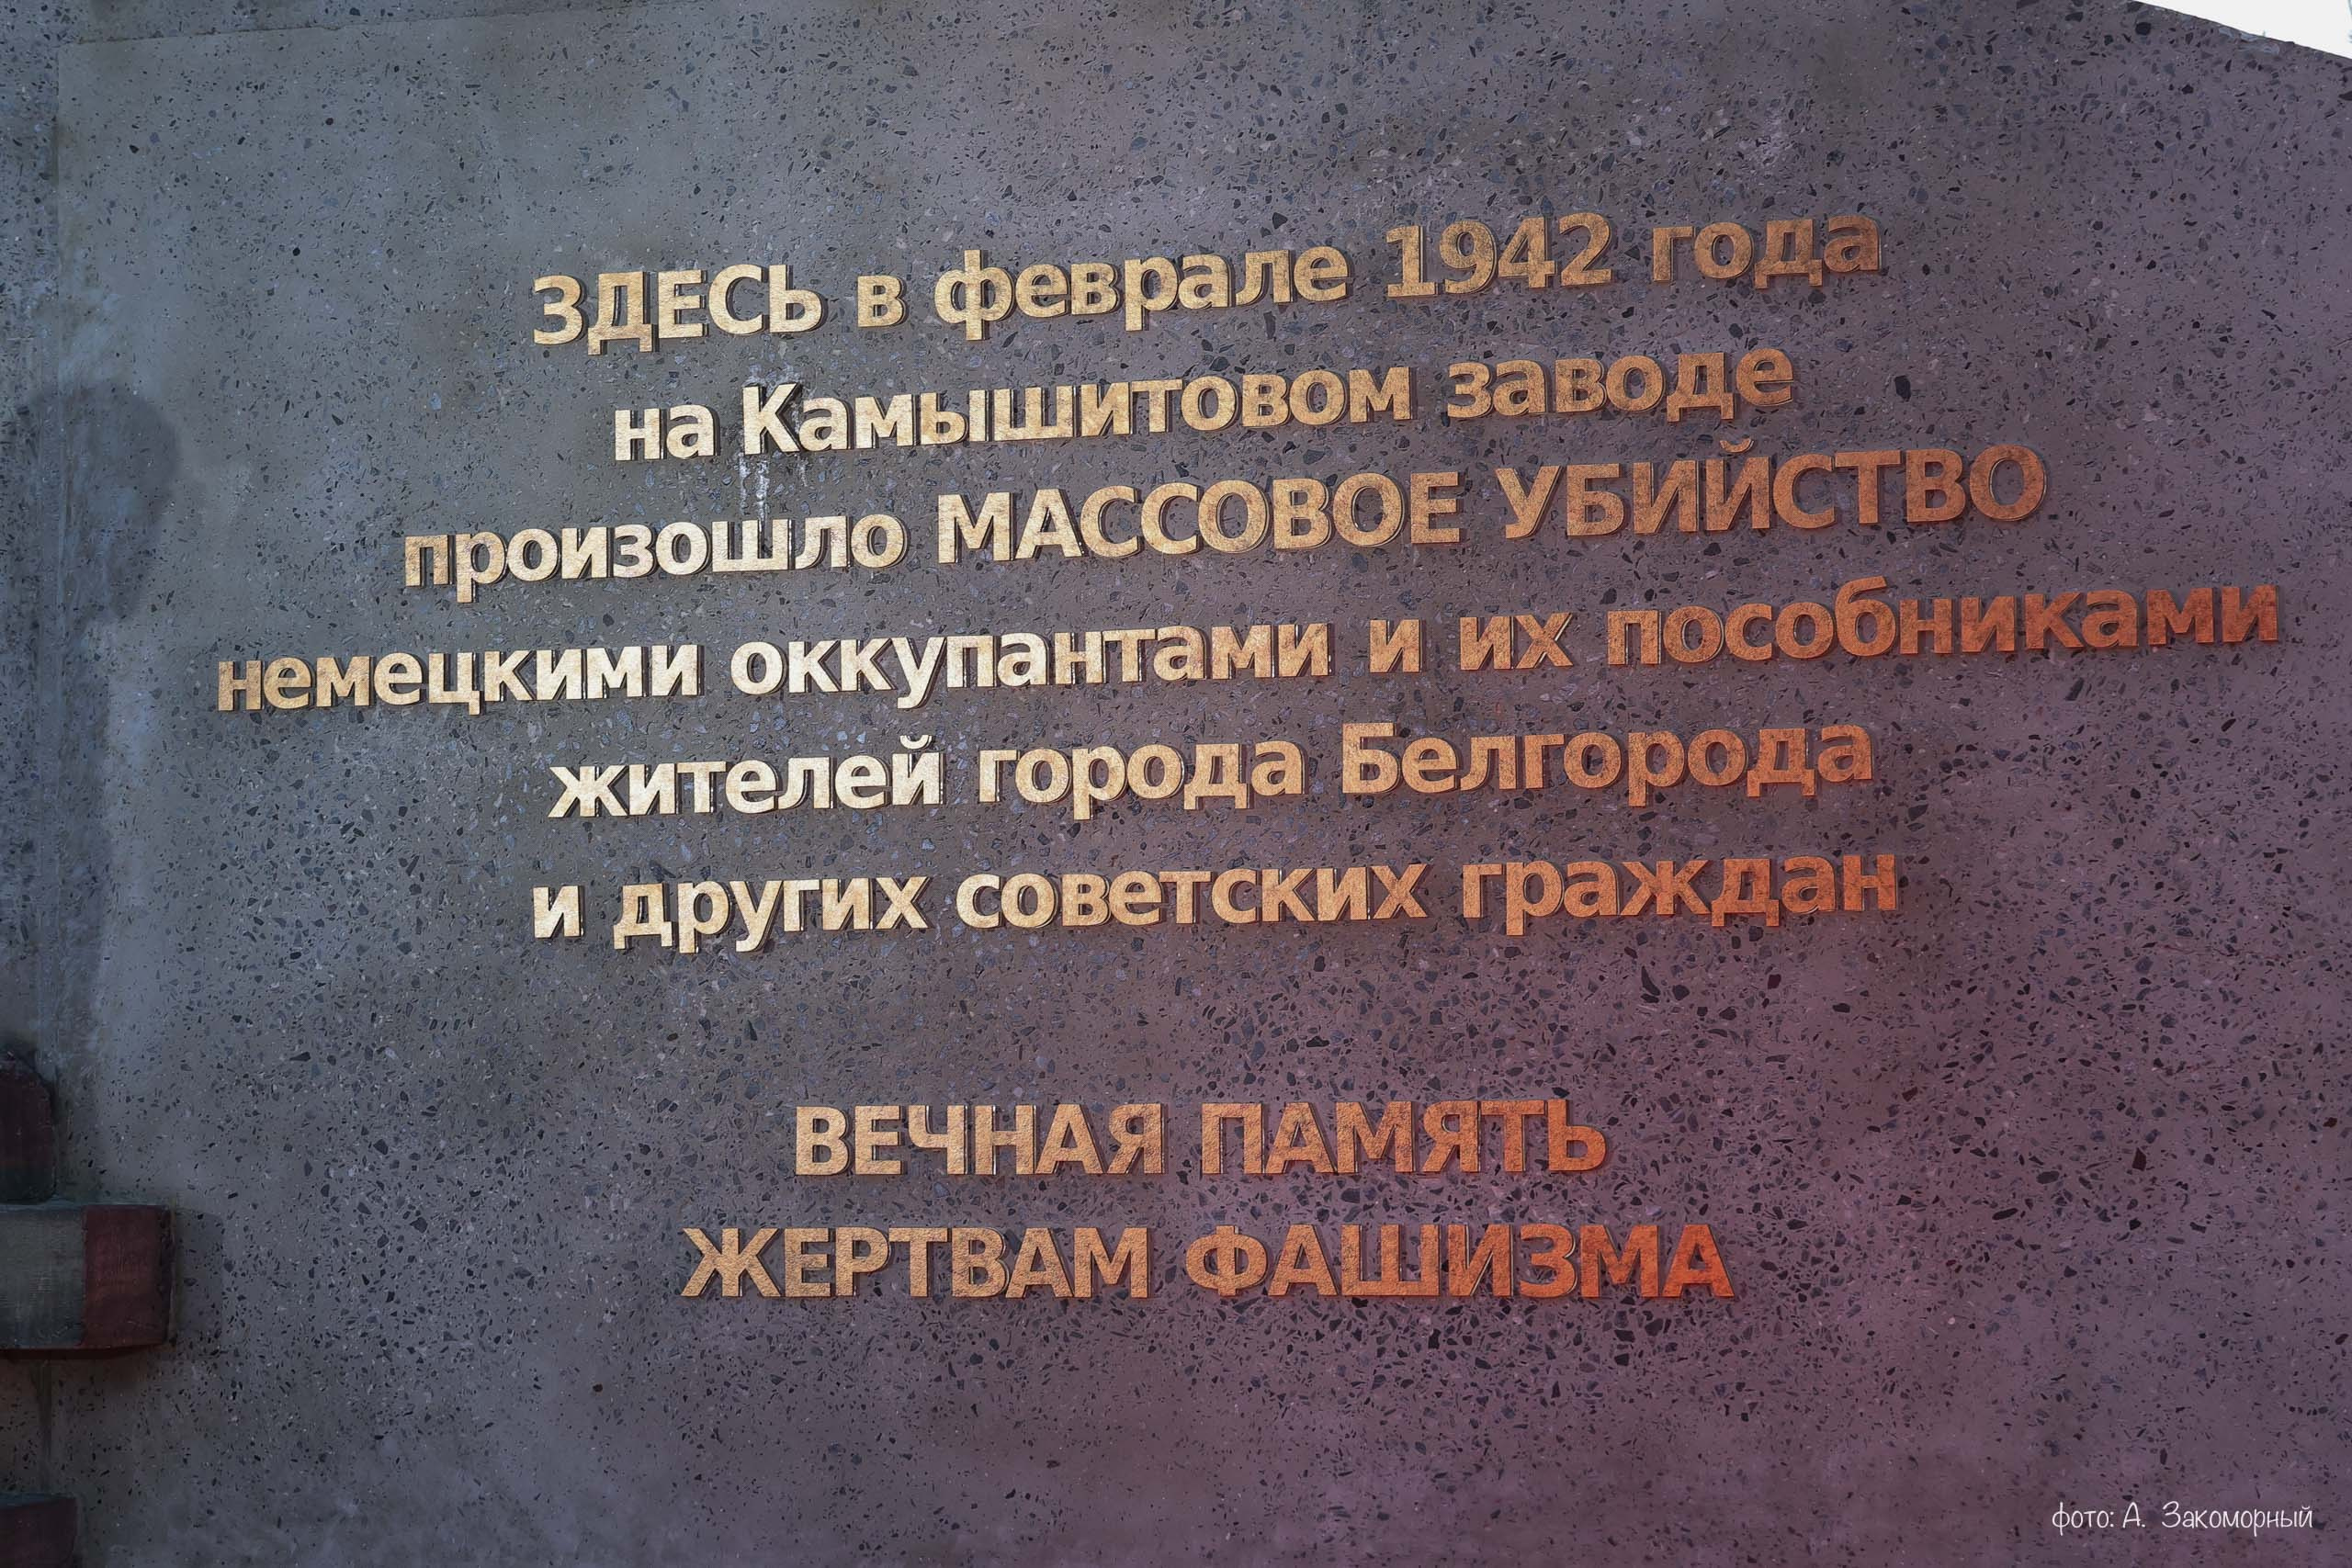 ЗДЕСЬ в феврале 1942 года
на Камышитовом заводе
произошло МАССОВОЕ УБИЙСТВО
немецкими оккупантами и их пособниками
жителей города Белгорода
и других советских граждан
ВЕЧНАЯ ПАМЯТЬ
ЖЕРТВАМ ФАШИЗМА
фото: А. Закоморный